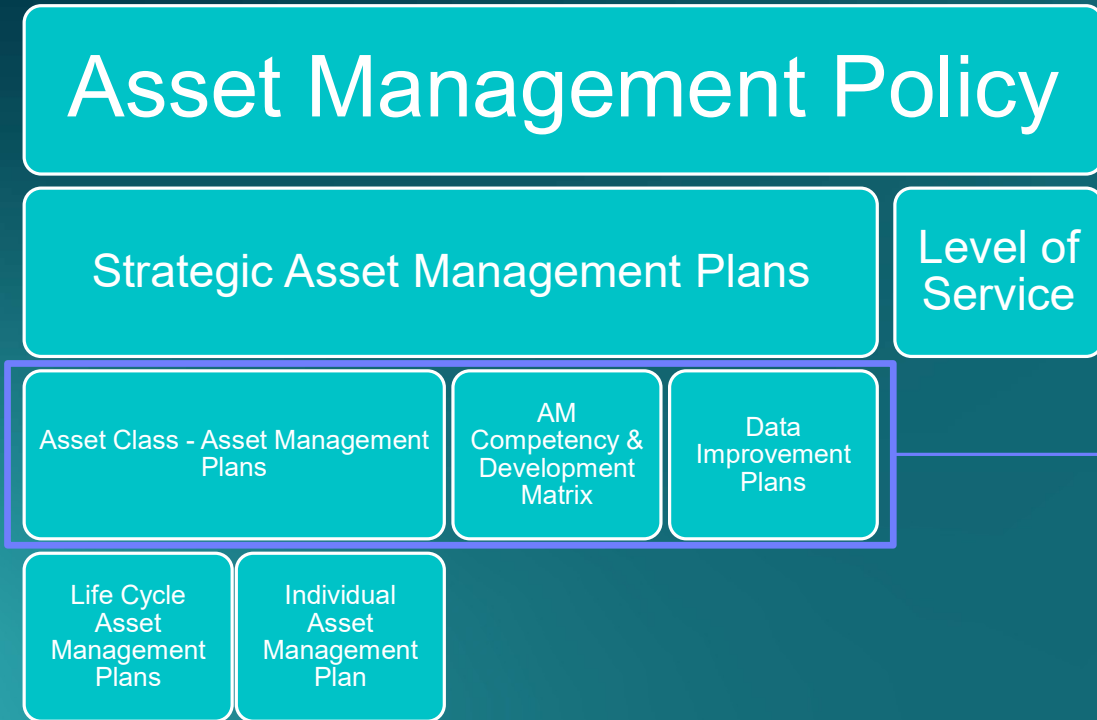 Asset Management Policy
Strategic Asset Management Plans
Level of
Service
Asset Class - Asset Management
Plans
AM
Competency &
Development
Matrix
Data
Improvement
Plans
Life Cycle
Asset
Management
Plans
Individual
Asset
Management
Plan